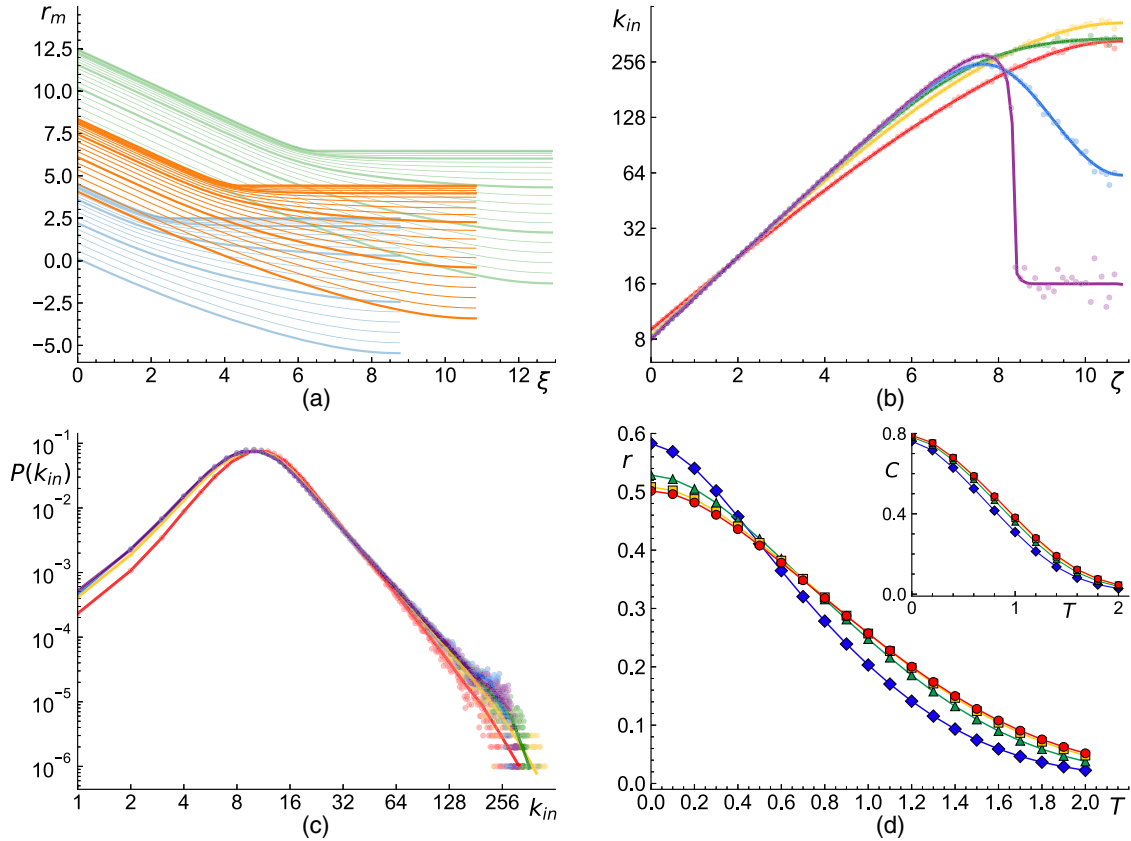 r_m
12.5
10.0
7.5
5.0
2.5
0.0
−2.5
−5.0
0 2 4 6 8 10 12 ξ
(a)
k_in
256
128
64
32
16
8
0 2 4 6 8 10 ζ
(b)
P(k_in)
10⁻¹
10⁻²
10⁻³
10⁻⁴
10⁻⁵
10⁻⁶
1 2 4 8 16 32 64 128 256 k_in
(c)
r
0.6
0.5
0.4
0.3
0.2
0.1
0.0
0.0 0.2 0.4 0.6 0.8 1.0 1.2 1.4 1.6 1.8 2.0 T
(d)
C
0.8
0.4
0.0
0 1 T 2